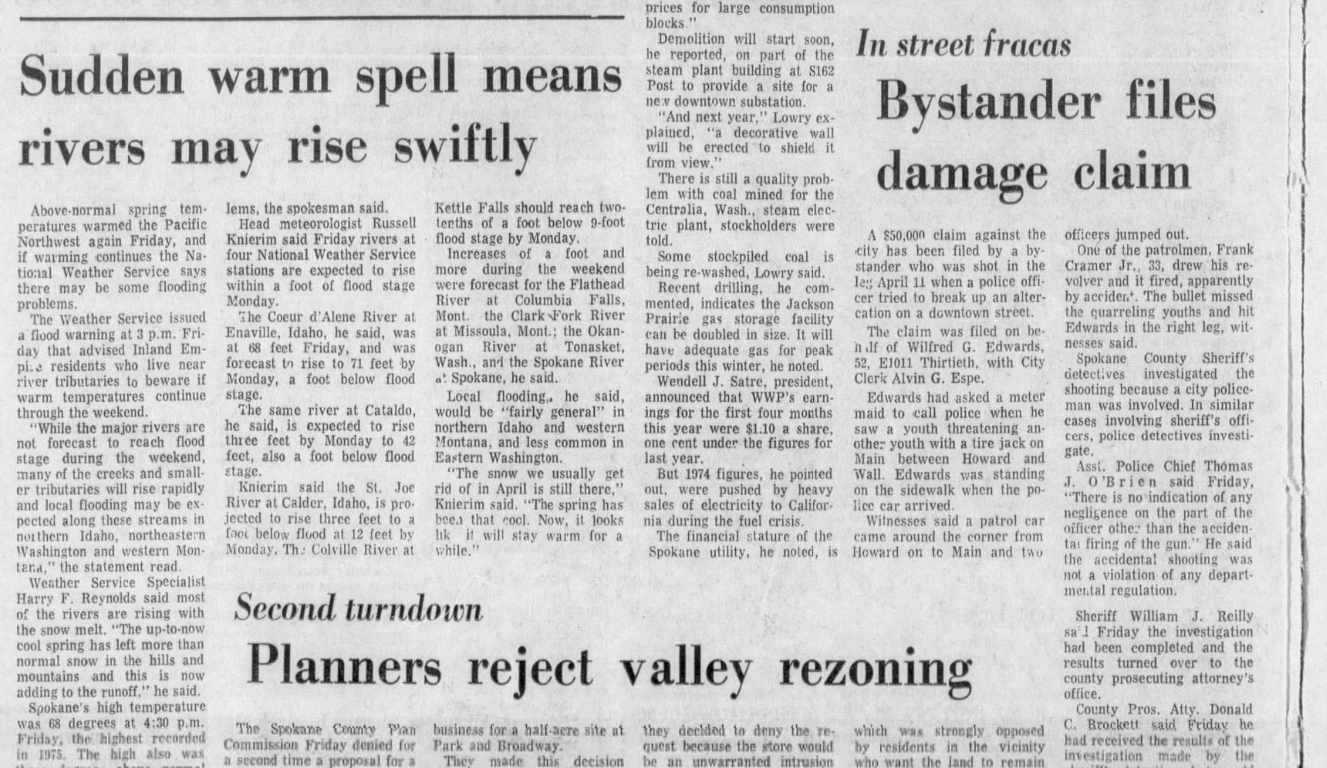 Sudden warm spell means
rivers may rise swiftly
Above-normal spring tem-
peratures warmed the Pacific
Northwest again Friday, and
if warming continues the Na-
tional Weather Service says
there may be some flooding
problems.
The Weather Service issued
a flood warning at 3 p.m. Fri-
day that advised Inland Em-
pire residents who live near
river tributaries to beware if
warm temperatures continue
through the weekend.
"While the major rivers are
not forecast to reach flood
stage during the weekend,
many of the creeks and small-
er tributaries will rise rapidly
and local flooding may be ex-
pected along these streams in
northern Idaho, northeastern
Washington and western Mon-
tana," the statement read.
Weather Service Specialist
Harry F. Reynolds said most
of the rivers are rising with
the snow melt. "The up-to-now
cool spring has left more than
normal snow in the hills and
mountains and this is now
adding to the runoff," he said.
Spokane's high temperature
was 68 degrees at 4:30 p.m.
Friday, the highest recorded
in 1975. The high also was
lems, the spokesman said.
Head meteorologist Russell
Knierim said Friday rivers at
four National Weather Service
stations are expected to rise
within a foot of flood stage
Monday.
The Coeur d'Alene River at
Enaville, Idaho, he said, was
at 68 feet Friday, and was
forecast to rise to 71 feet by
Monday, a foot below flood
stage.
The same river at Cataldo,
he said, is expected to rise
three feet by Monday to 42
feet, also a foot below flood
stage.
Knierim said the St. Joe
River at Calder, Idaho, is pro-
jected to rise three feet to a
foot below flood at 12 feet by
Monday. The Colville River at
Kettle Falls should reach two-
tenths of a foot below 9-foot
flood stage by Monday.
Increases of a foot and
more during the weekend
were forecast for the Flathead
River at Columbia Falls,
Mont. the Clark Fork River
at Missoula, Mont.; the Okan-
ogan River at Tonasket,
Wash., and the Spokane River
at Spokane, he said.
Local flooding, he said,
would be "fairly general" in
northern Idaho and western
Montana, and less common in
Eastern Washington.
"The snow we usually get
rid of in April is still there,"
Knierim said. "The spring has
been that cool. Now, it looks
lik it will stay warm for a
while."
prices for large consumption
blocks."
Demolition will start soon,
he reported, on part of the
steam plant building at S162
Post to provide a site for a
new downtown substation.
"And next year," Lowry ex-
plained, "a decorative wall
will be erected to shield it
from view."
There is still a quality prob-
lem with coal mined for the
Centralia, Wash., steam elec-
tric plant, stockholders were
told.
Some stockpiled coal is
being re-washed, Lowry said.
Recent drilling, he com-
mented, indicates the Jackson
Prairie gas storage facility
can be doubled in size. It will
have adequate gas for peak
periods this winter, he noted.
Wendell J. Satre, president,
announced that WWP's earn-
ings for the first four months
this year were $1.10 a share,
one cent under the figures for
last year.
But 1974 figures, he pointed
out, were pushed by heavy
sales of electricity to Califor-
nia during the fuel crisis.
The financial stature of the
Spokane utility, he noted, is
In street fracas
Bystander files
damage claim
A $50,000 claim against the
city has been filed by a by-
stander who was shot in the
leg April 11 when a police offi-
cer tried to break up an alter-
cation on a downtown street.
The claim was filed on be-
half of Wilfred G. Edwards,
52, E1011 Thirtieth, with City
Clerk Alvin G. Espe.
Edwards had asked a meter
maid to call police when he
saw a youth threatening an-
other youth with a tire jack on
Main between Howard and
Wall. Edwards was standing
on the sidewalk when the po-
lice car arrived.
Witnesses said a patrol car
came around the corner from
Howard on to Main and two
officers jumped out.
One of the patrolmen, Frank
Cramer Jr., 33, drew his re-
volver and it fired, apparently
by accident. The bullet missed
the quarreling youths and hit
Edwards in the right leg, wit-
nesses said.
Spokane County Sheriff's
detectives investigated the
shooting because a city police-
man was involved. In similar
cases involving sheriff's offi-
cers, police detectives investi-
gate.
Asst. Police Chief Thomas
J. O'Brien said Friday,
"There is no indication of any
negligence on the part of the
officer other than the acciden-
tal firing of the gun." He said
the accidental shooting was
not a violation of any depart-
mental regulation.
Sheriff William J. Reilly
said Friday the investigation
had been completed and the
results turned over to the
county prosecuting attorney's
office.
County Pros. Atty. Donald
C. Brockett said Friday he
had received the results of the
investigation made by the
Second turndown
Planners reject valley rezoning
The Spokane County Plan
Commission Friday denied for
a second time a proposal for a
business for a half-acre site at
Park and Broadway.
They made this decision
they decided to deny the re-
quest because the store would
be an unwarranted intrusion
which was strongly opposed
by residents in the vicinity
who want the land to remain